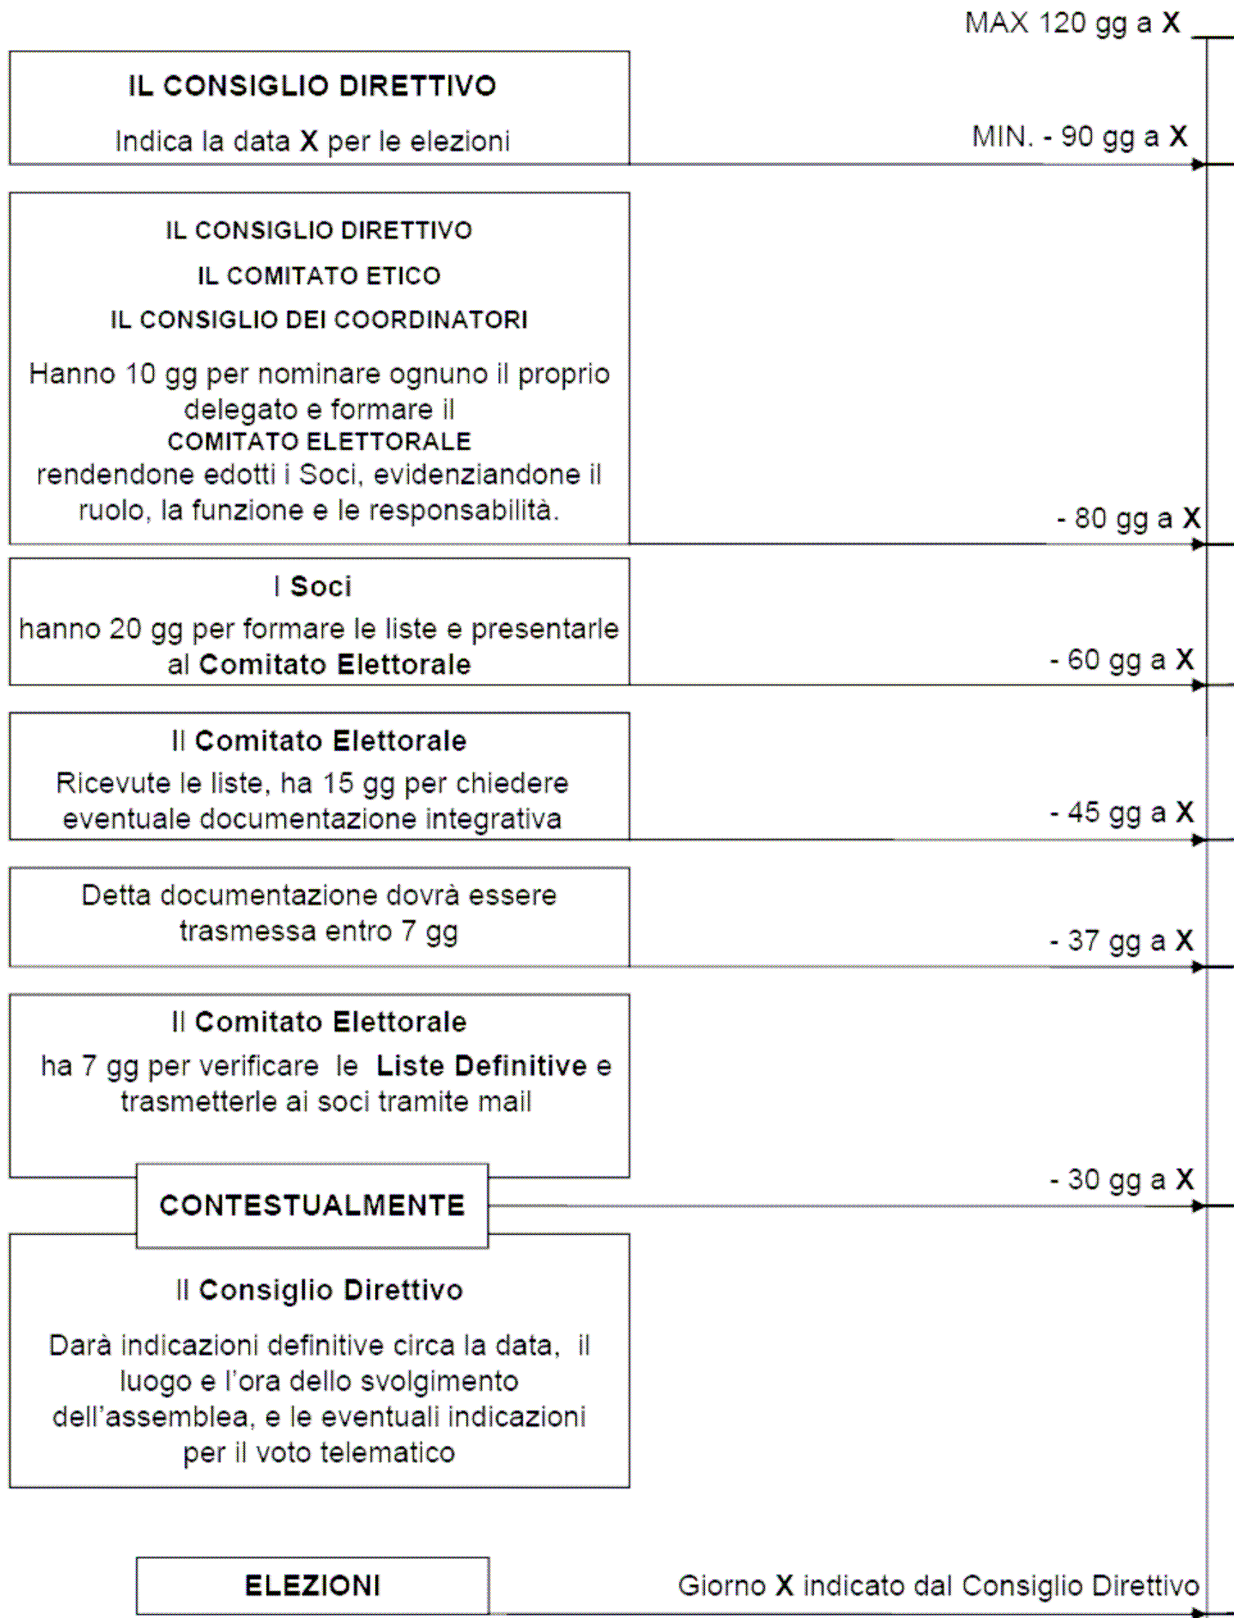 MAX 120 gg a X
IL CONSIGLIO DIRETTIVO
Indica la data X per le elezioni
MIN. - 90 gg a X
IL CONSIGLIO DIRETTIVO
IL COMITATO ETICO
IL CONSIGLIO DEI COORDINATORI
Hanno 10 gg per nominare ognuno il proprio
delegato e formare il
COMITATO ELETTORALE
rendendone edotti i Soci, evidenziandone il
ruolo, la funzione e le responsabilità.
- 80 gg a X
I Soci
hanno 20 gg per formare le liste e presentarle
al Comitato Elettorale
- 60 gg a X
Il Comitato Elettorale
Ricevute le liste, ha 15 gg per chiedere
eventuale documentazione integrativa
- 45 gg a X
Detta documentazione dovrà essere
trasmessa entro 7 gg
- 37 gg a X
Il Comitato Elettorale
ha 7 gg per verificare le Liste Definitive e
trasmetterle ai soci tramite mail
- 30 gg a X
CONTESTUALMENTE
Il Consiglio Direttivo
Darà indicazioni definitive circa la data, il
luogo e l'ora dello svolgimento
dell'assemblea, e le eventuali indicazioni
per il voto telematico
ELEZIONI
Giorno X indicato dal Consiglio Direttivo